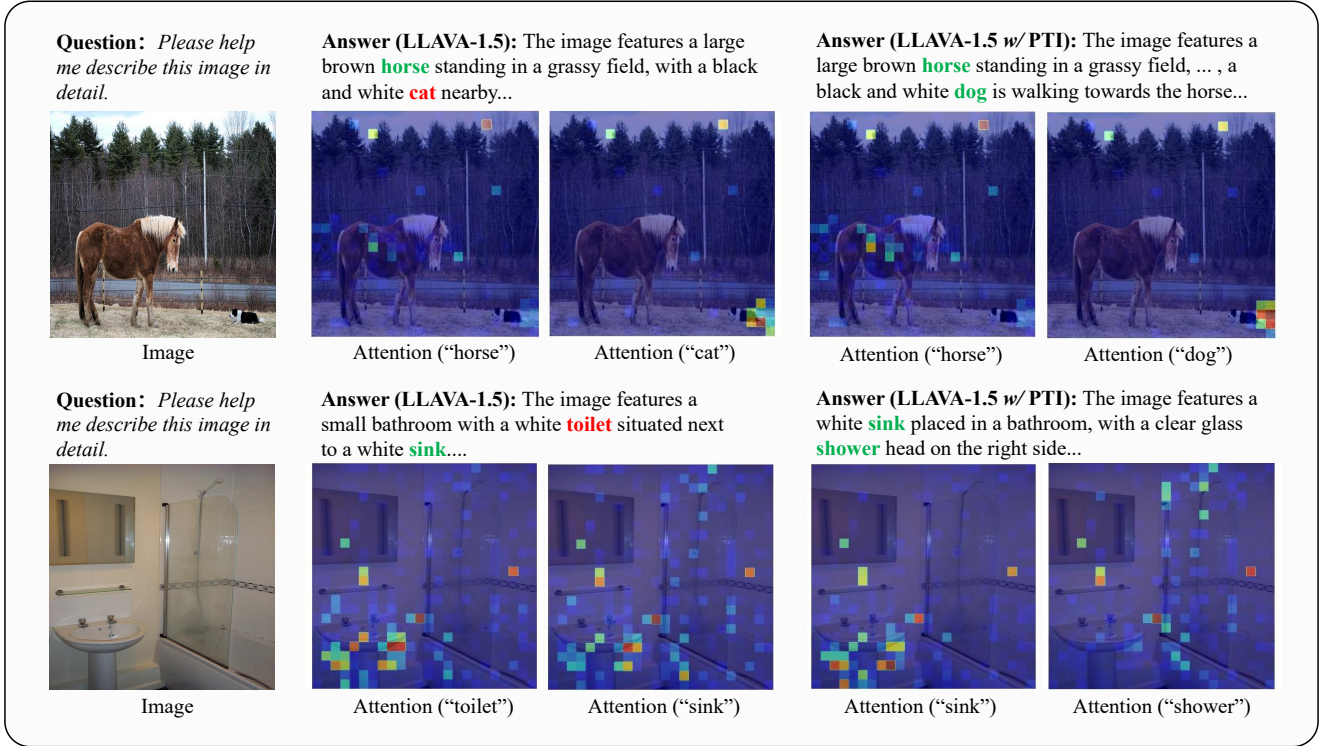 Question: Please help
me describe this image in
detail.
Answer (LLAVA-1.5): The image features a large
brown horse standing in a grassy field, with a black
and white cat nearby...
Answer (LLAVA-1.5 w/ PTI): The image features a
large brown horse standing in a grassy field, ... , a
black and white dog is walking towards the horse...
Image
Attention (“horse”)
Attention (“cat”)
Attention (“horse”)
Attention (“dog”)
Question: Please help
me describe this image in
detail.
Answer (LLAVA-1.5): The image features a
small bathroom with a white toilet situated next
to a white sink....
Answer (LLAVA-1.5 w/ PTI): The image features a
white sink placed in a bathroom, with a clear glass
shower head on the right side...
Image
Attention (“toilet”)
Attention (“sink”)
Attention (“sink”)
Attention (“shower”)